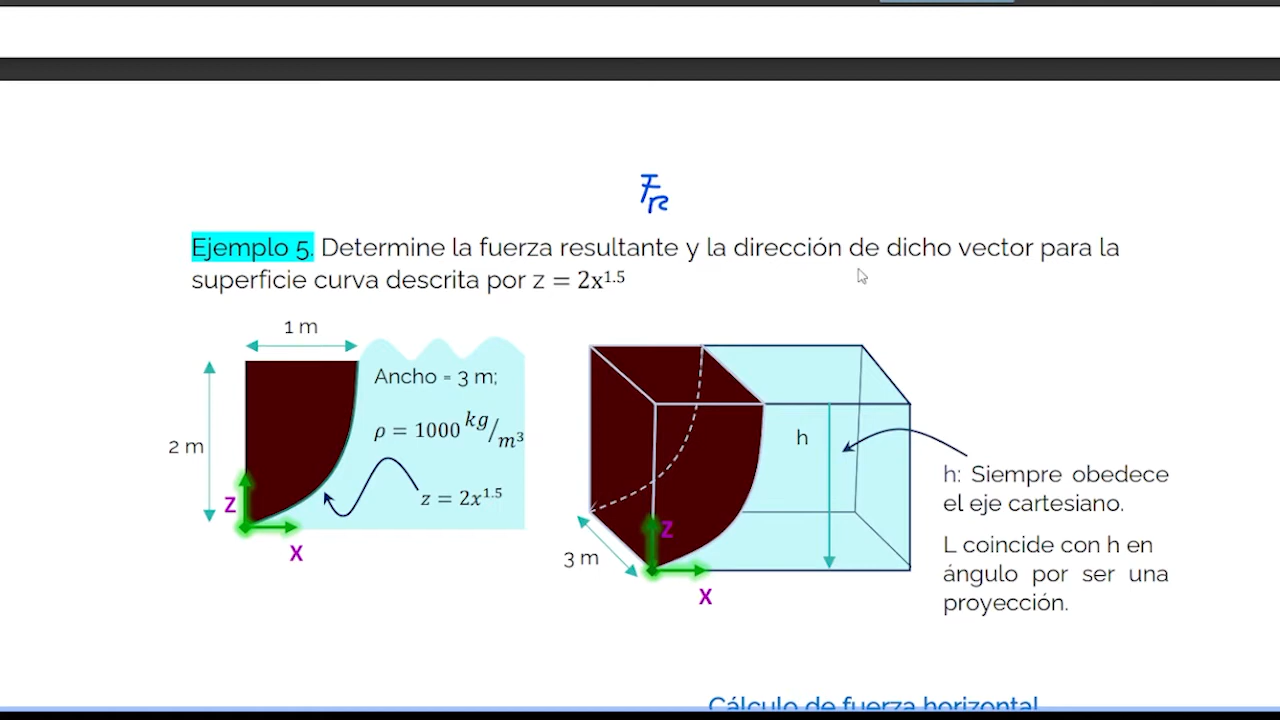 F_R
Ejemplo 5. Determine la fuerza resultante y la dirección de dicho vector para la
superficie curva descrita por z = 2x^1.5
1 m
2 m
Ancho = 3 m;
ρ = 1000 kg/m³
z = 2x^1.5
Z
X
h
3 m
Z
X
h: Siempre obedece
el eje cartesiano.
L coincide con h en
ángulo por ser una
proyección.
Cálculo de fuerza horizontal